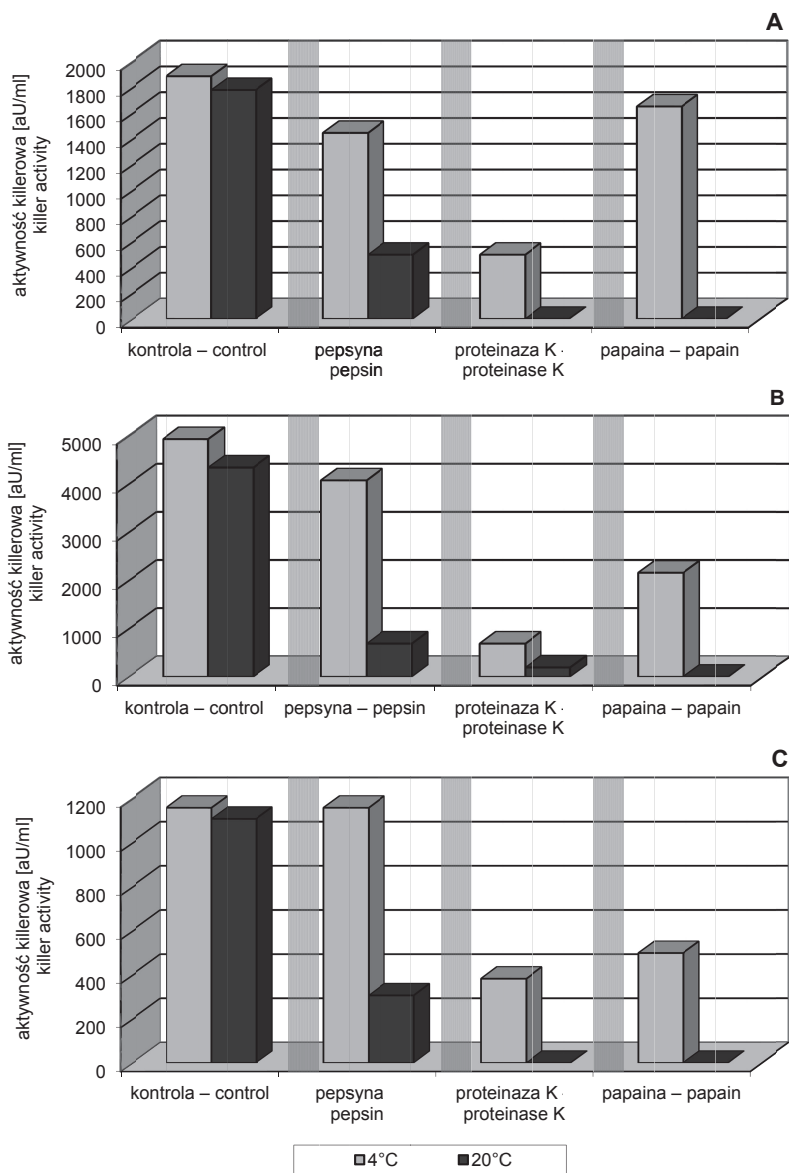 A
aktywność killerowa [aU/ml]
killer activity
2000
1800
1600
1400
1200
1000
800
600
400
200
0
kontrola – control
pepsyna
pepsin
proteinaza K -
proteinase K
papaina – papain
B
aktywność killerowa [aU/ml]
killer activity
5000
4000
3000
2000
1000
0
kontrola – control
pepsyna – pepsin
proteinaza K -
proteinase K
papaina – papain
C
aktywność killerowa [aU/ml]
killer activity
1200
1000
800
600
400
200
0
kontrola – control
pepsyna
pepsin
proteinaza K -
proteinase K
papaina – papain
4°C 20°C